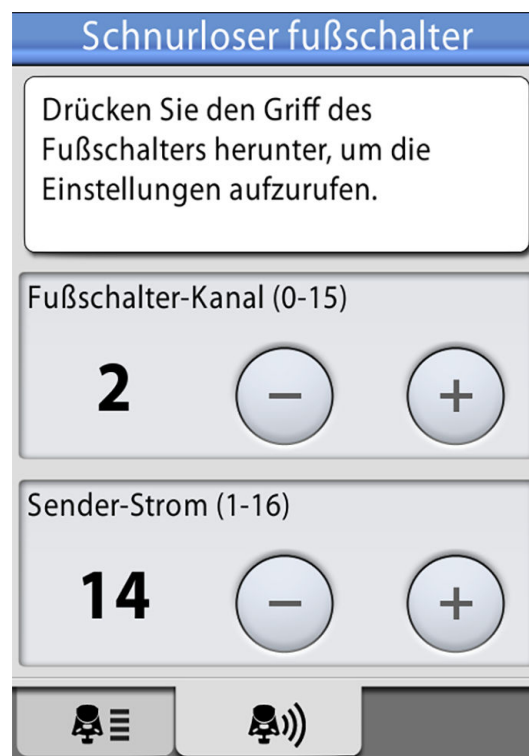 Schnurloser fußschalter
Drücken Sie den Griff des
Fußschalters herunter, um die
Einstellungen aufzurufen.
Fußschalter-Kanal (0-15)
2 − +
Sender-Strom (1-16)
14 − +